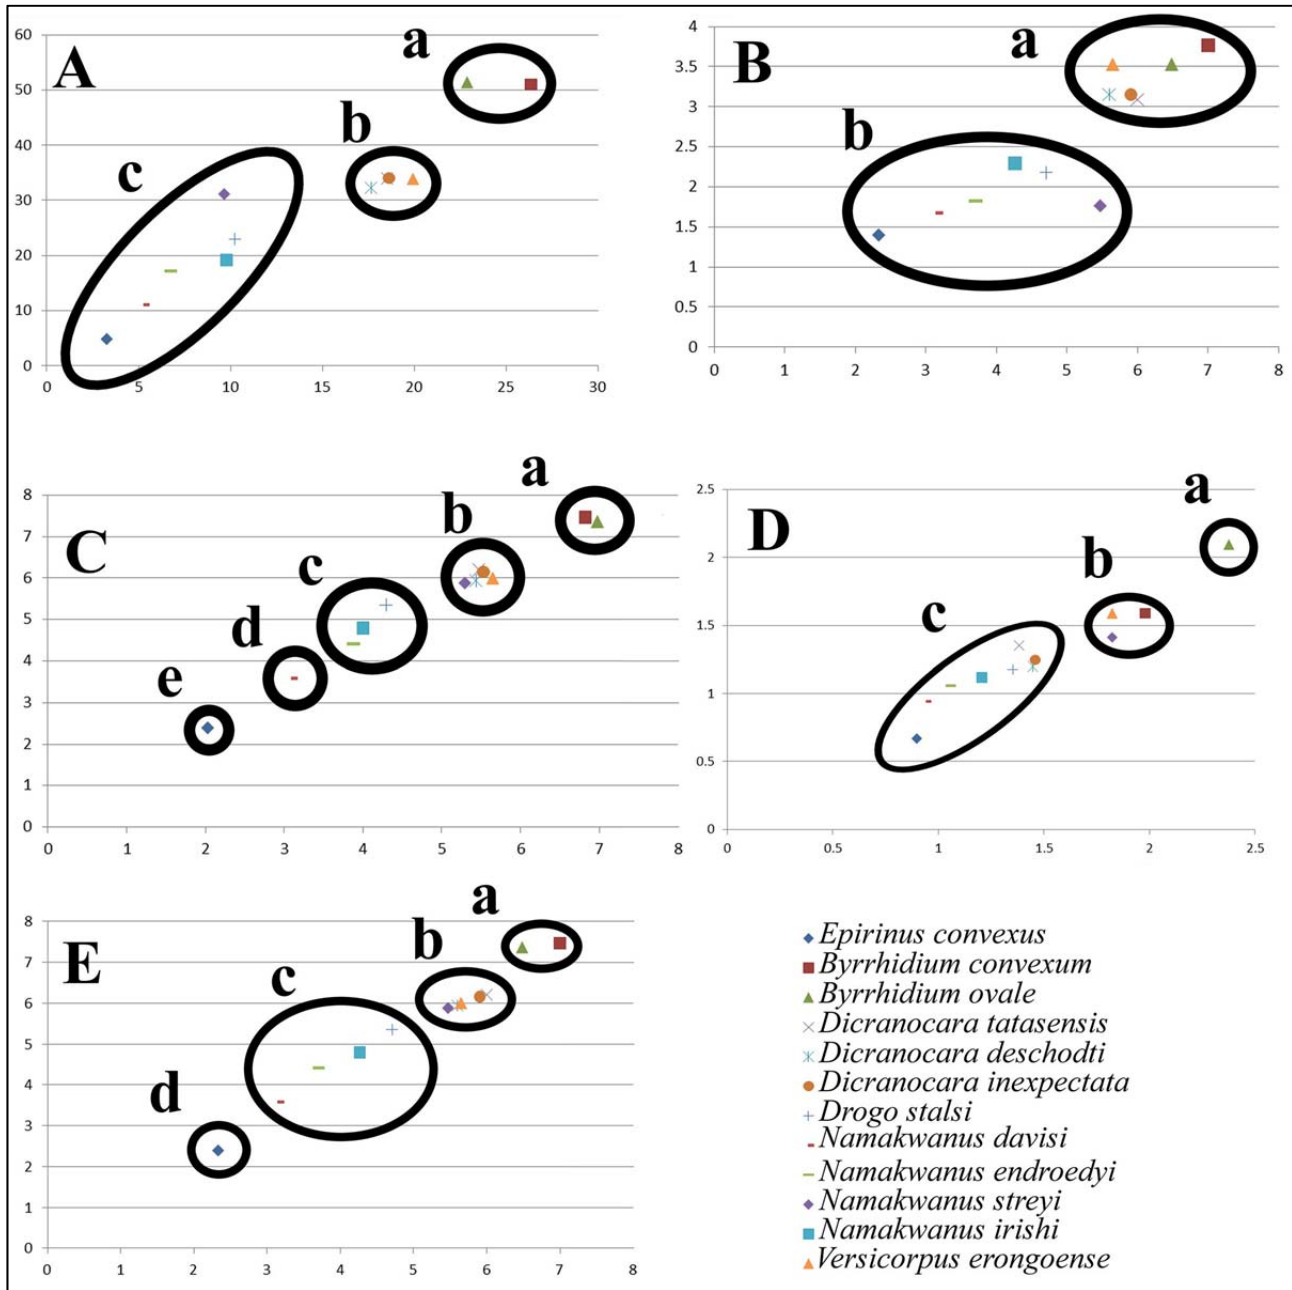 A
a
b
c
60
50
40
30
20
10
0
0 5 10 15 20 25 30
B
a
b
4
3.5
3
2.5
2
1.5
1
0.5
0
0 1 2 3 4 5 6 7 8
C
a
b
c
d
e
8
7
6
5
4
3
2
1
0
0 1 2 3 4 5 6 7 8
D
a
b
c
2.5
2
1.5
1
0.5
0
0 0.5 1 1.5 2 2.5
E
a
b
c
d
8
7
6
5
4
3
2
1
0
0 1 2 3 4 5 6 7 8
Epirinus convexus
Byrrhidium convexum
Byrrhidium ovale
Dicranocara tatasensis
Dicranocara deschodti
Dicranocara inexpectata
Drogo stalsi
Namakwanus davisi
Namakwanus endroedyi
Namakwanus streyi
Namakwanus irishi
Versicorpus erongoense